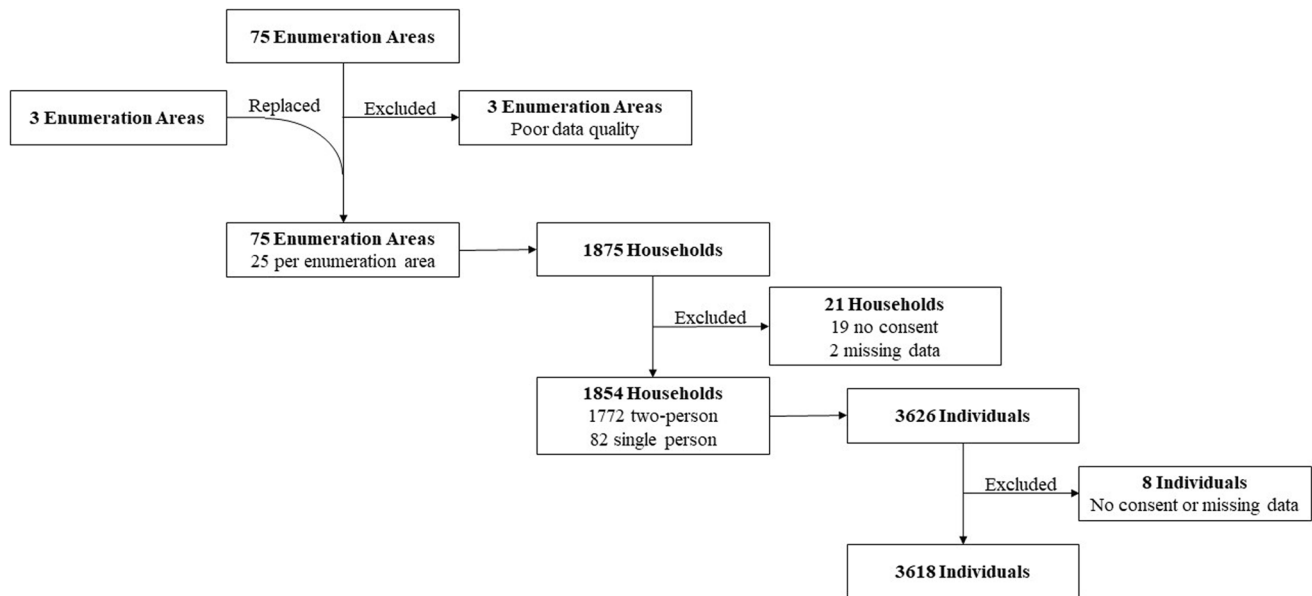 75 Enumeration Areas
3 Enumeration Areas
Replaced
Excluded
3 Enumeration Areas
Poor data quality
75 Enumeration Areas
25 per enumeration area
1875 Households
Excluded
21 Households
19 no consent
2 missing data
1854 Households
1772 two-person
82 single person
3626 Individuals
Excluded
8 Individuals
No consent or missing data
3618 Individuals